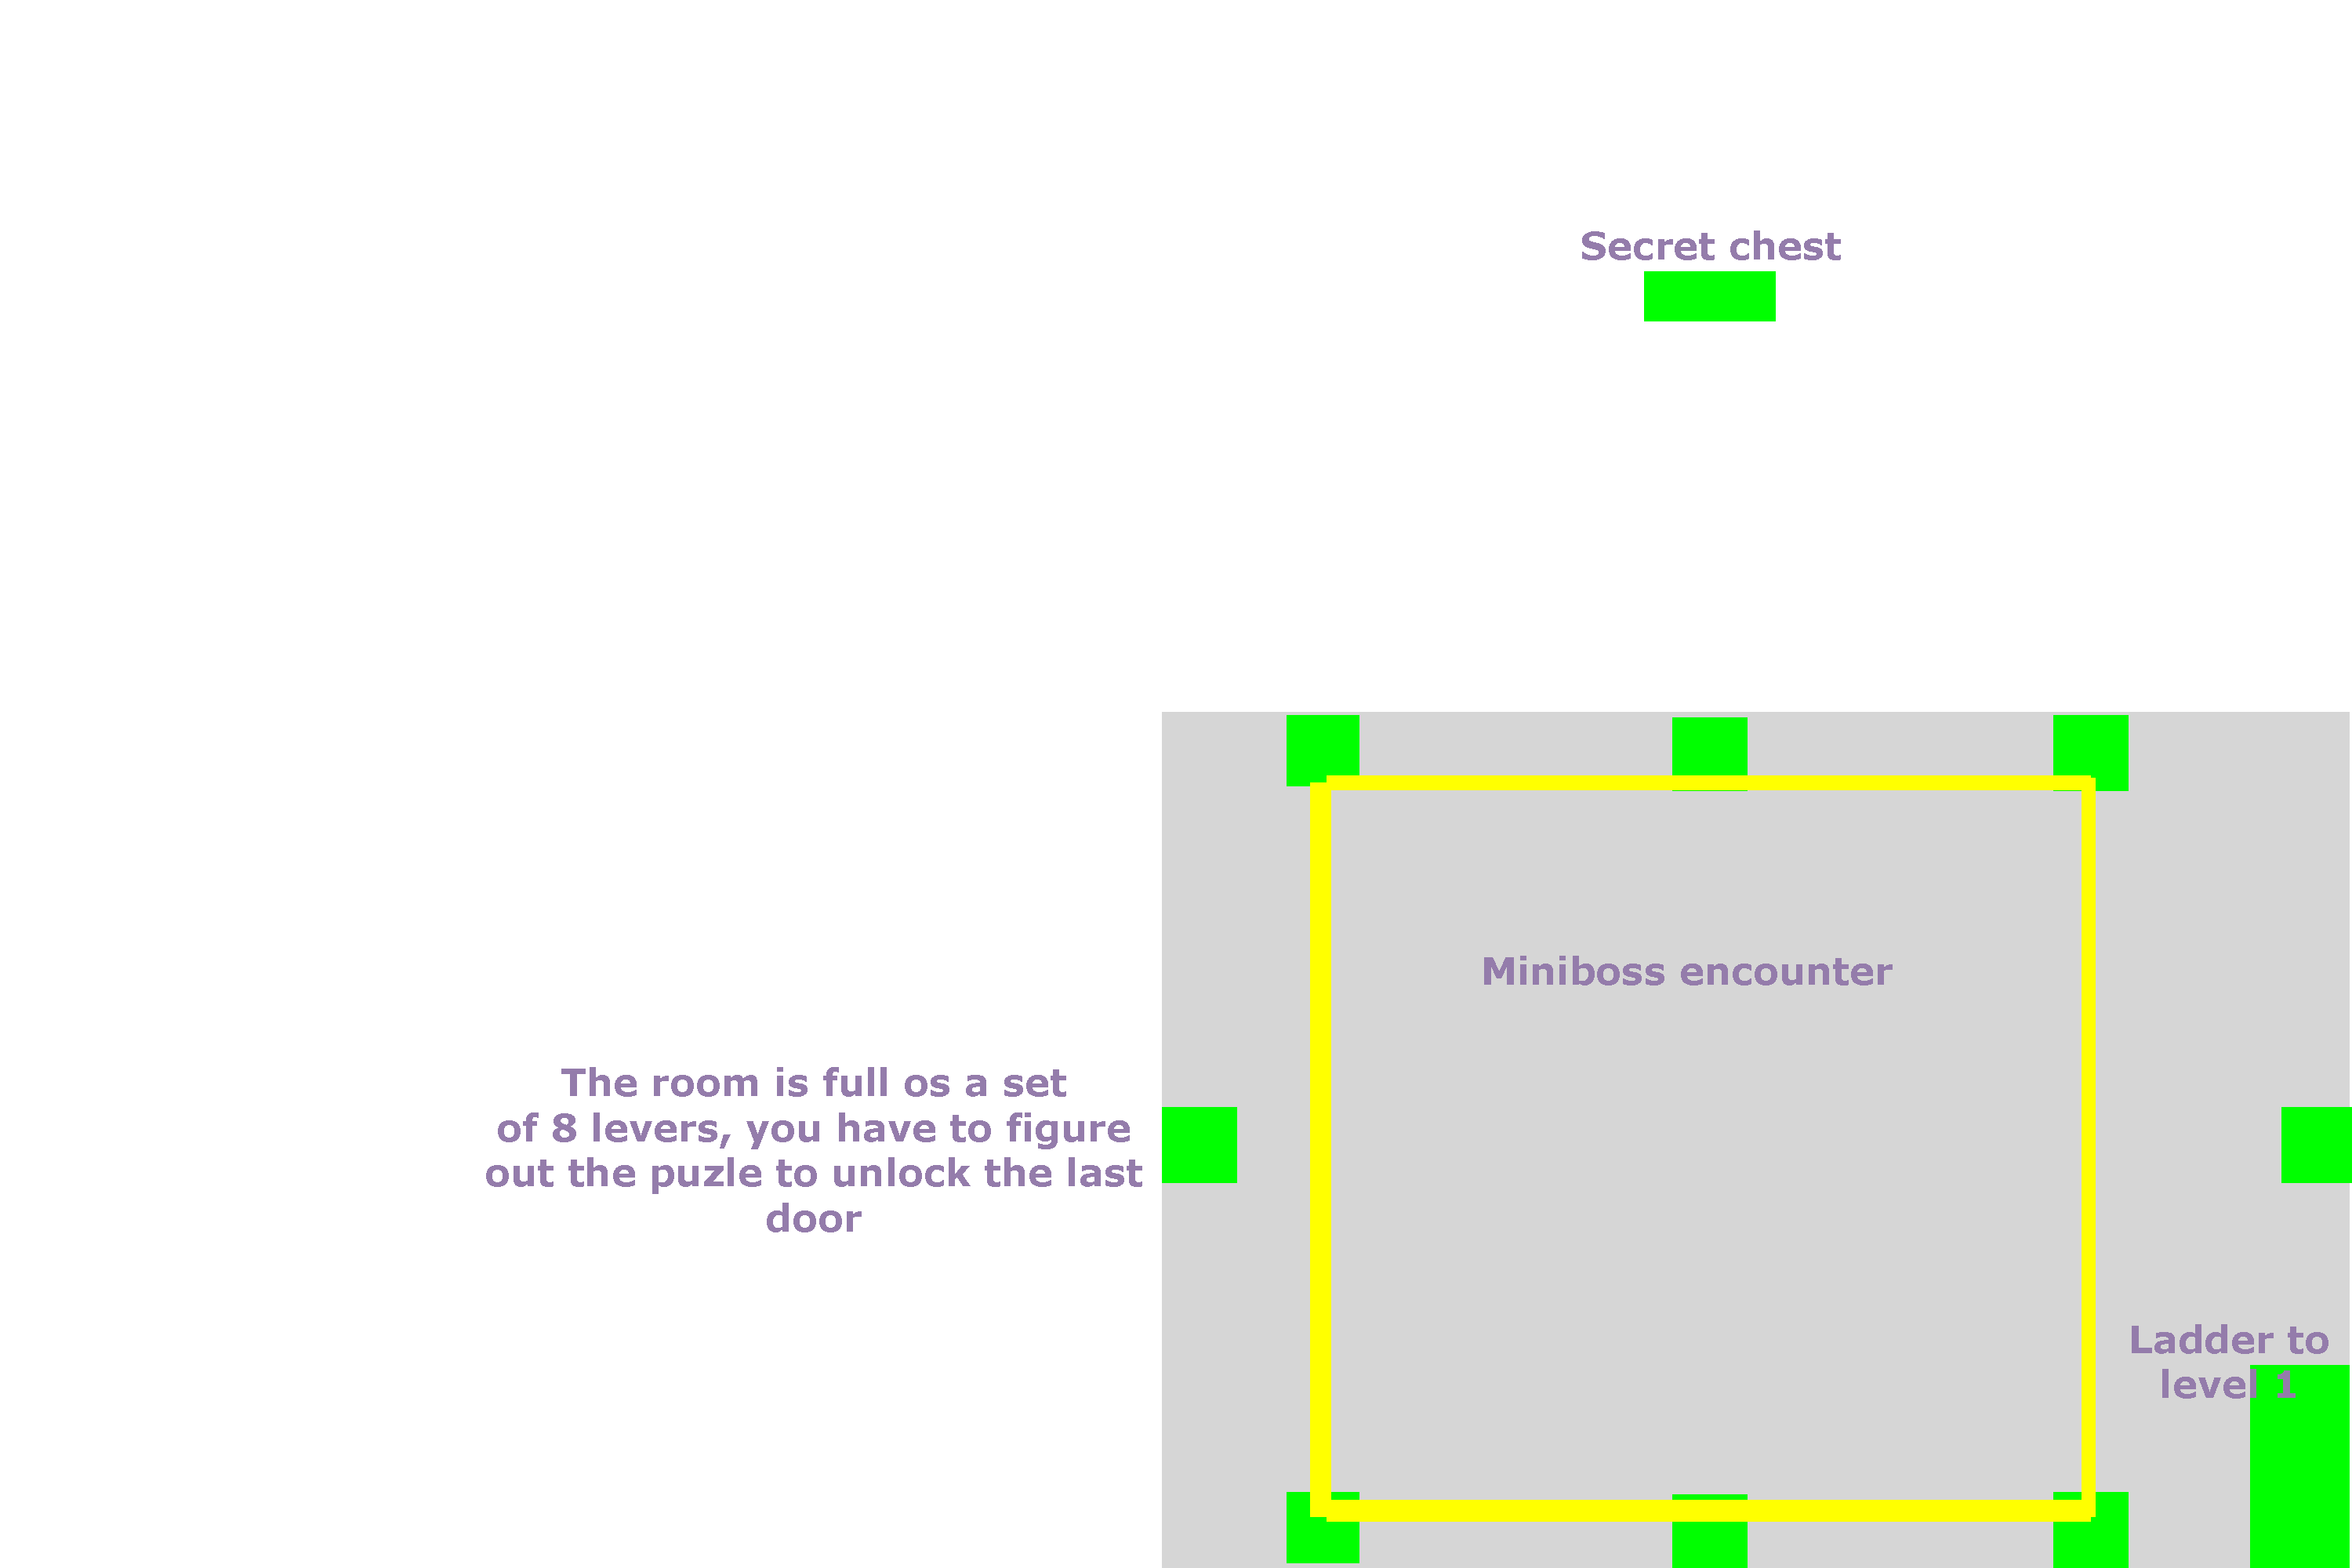 Secret chest
Miniboss encounter
The room is full os a set
of 8 levers, you have to figure
out the puzle to unlock the last
door
Ladder to
level 1